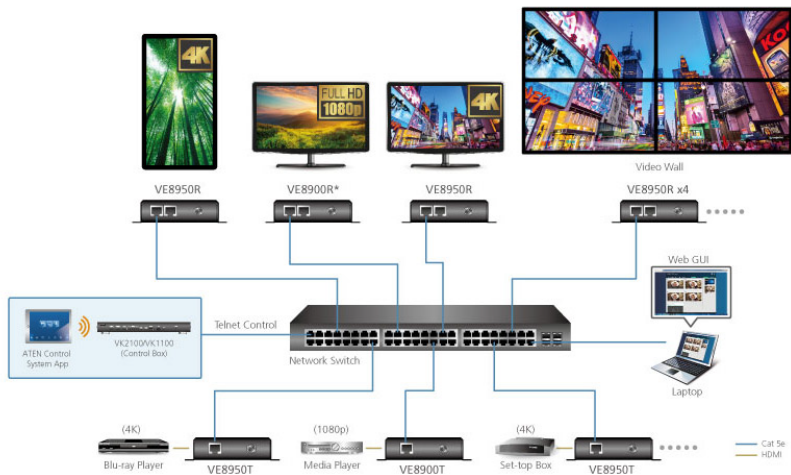 4K
FULL HD
1080p
4K
Video Wall
VE8950R
VE8900R*
VE8950R
VE8950R x4
Web GUI
Telnet Control
ATEN Control
System App
VK2100/VK1100
(Control Box)
Network Switch
Laptop
(4K)
(1080p)
(4K)
Blu-ray Player
VE8950T
Media Player
VE8900T
Set-top Box
VE8950T
Cat 5e
HDMI